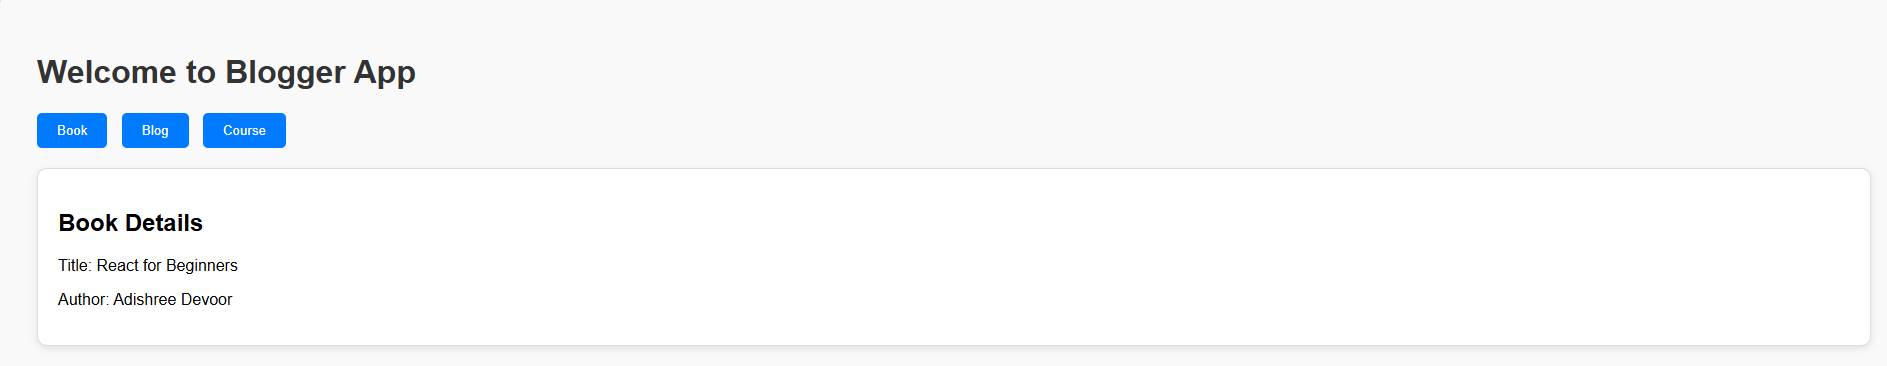 Welcome to Blogger App
Book Blog Course
Book Details
Title: React for Beginners
Author: Adishree Devoor